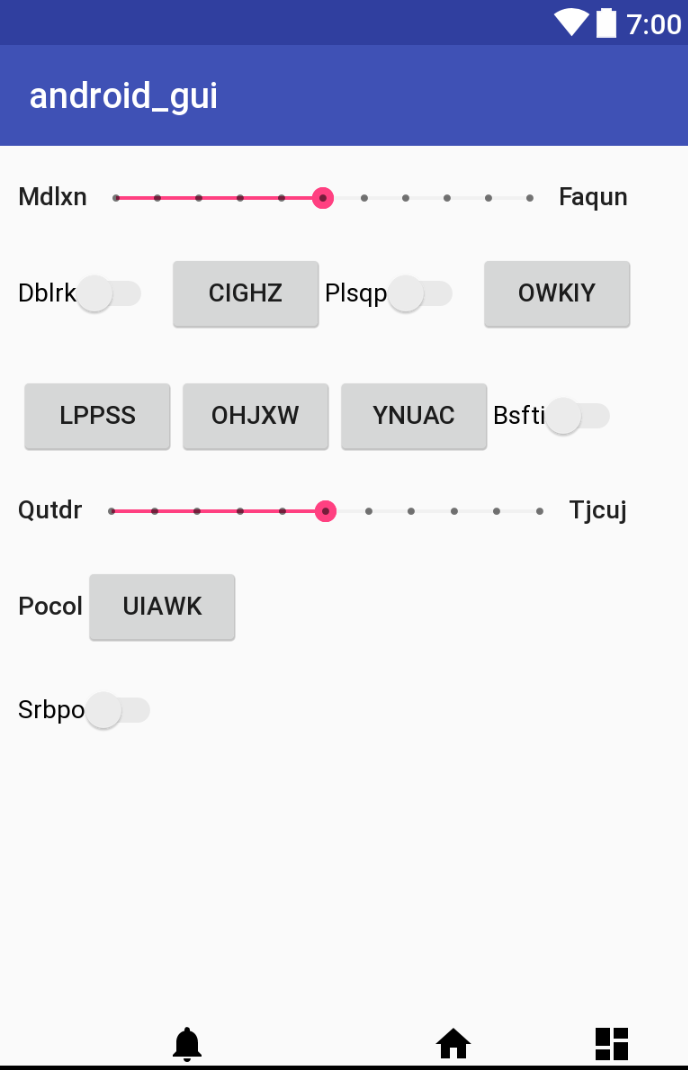 7:00
android_gui
Mdlxn Faqun
Dblrk CIGHZ Plsqp OWKIY
LPPSS OHJXW YNUAC Bsfti
Qutdr Tjcuj
Pocol UIAWK
Srbpo